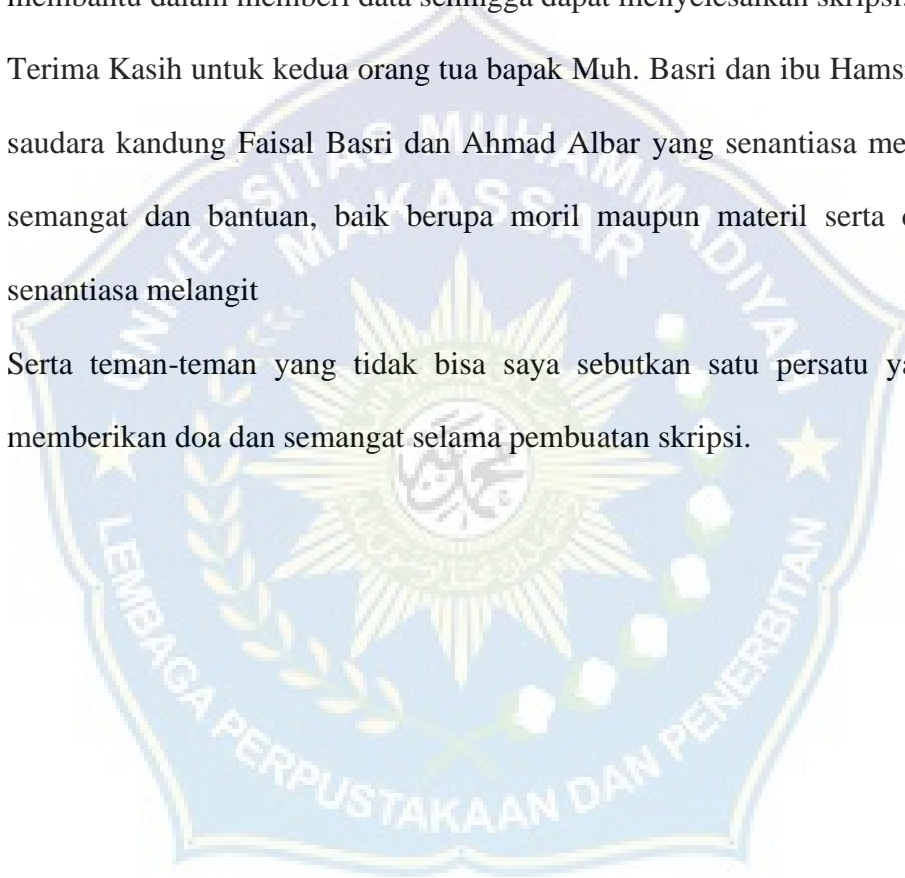 membantu dalam memberi data sehingga dapat menyelesaikan skripsi.
Terima Kasih untuk kedua orang tua bapak Muh. Basri dan ibu
saudara kandung Faisal Basri dan Ahmad Albar yang senantiasa
semangat dan bantuan, baik berupa moril maupun materil serta
senantiasa melangit
Serta teman-teman yang tidak bisa saya sebutkan satu persatu
memberikan doa dan semangat selama pembuatan skripsi.
UNIVERSITAS MUHAMMADIYAH
MAKASSAR
LEMBAGA PERPUSTAKAAN DAN PENERBITAN